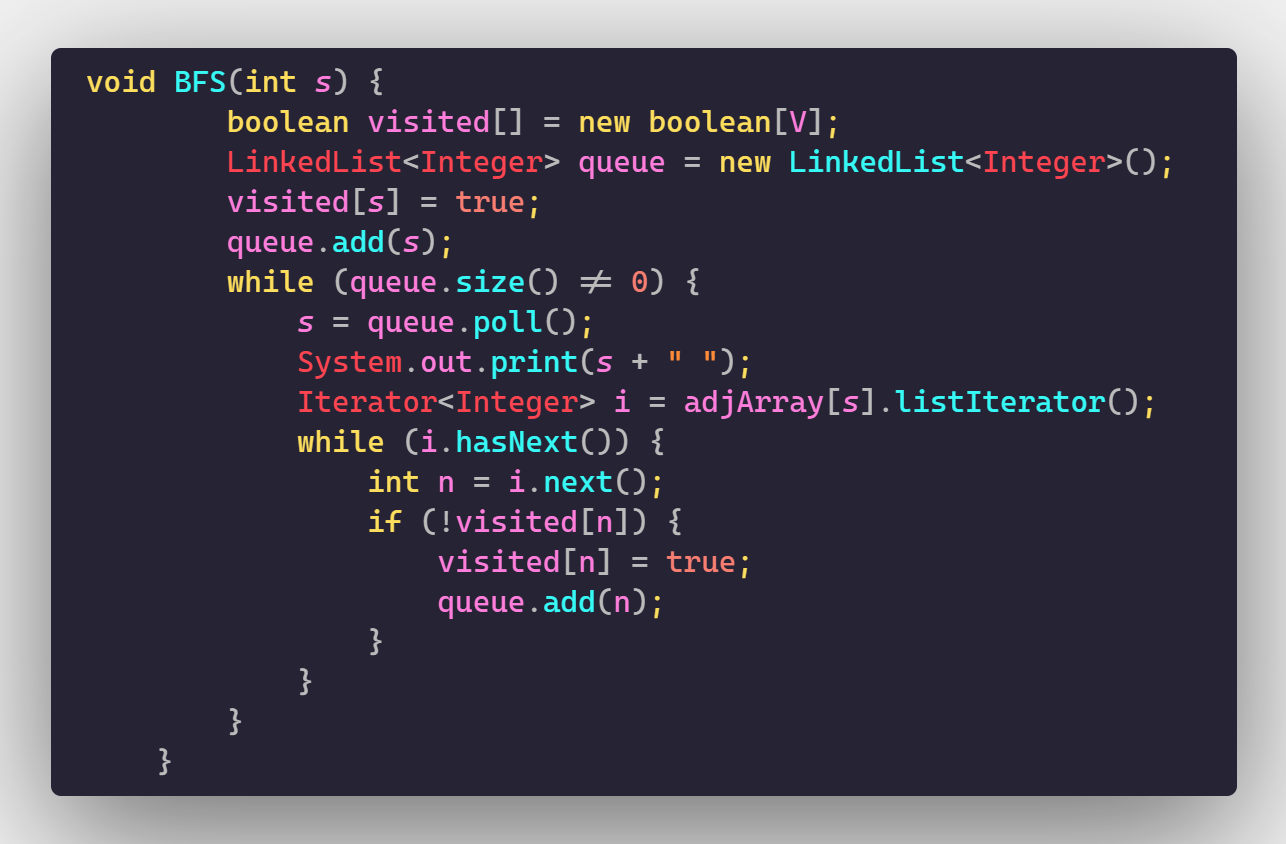 void BFS(int s) {
        boolean visited[] = new boolean[V];
        LinkedList<Integer> queue = new LinkedList<Integer>();
        visited[s] = true;
        queue.add(s);
        while (queue.size() != 0) {
            s = queue.poll();
            System.out.print(s + " ");
            Iterator<Integer> i = adjArray[s].listIterator();
            while (i.hasNext()) {
                int n = i.next();
                if (!visited[n]) {
                    visited[n] = true;
                    queue.add(n);
                }
            }
        }
    }